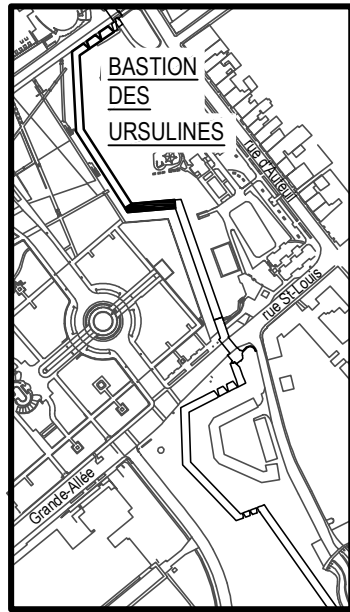 BASTION
DES
URSULINES
rue d'Auteuil
rue St-Louis
Grande-Allée